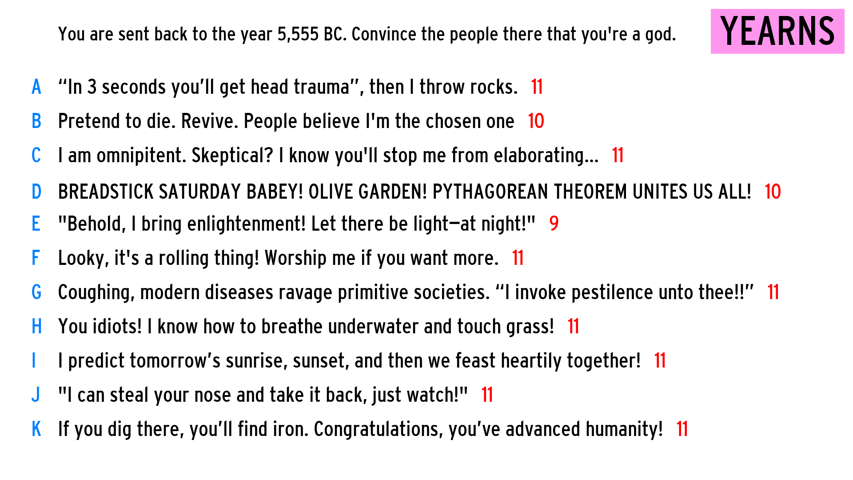 You are sent back to the year 5,555 BC. Convince the people there that you're a god.
YEARNS
A “In 3 seconds you’ll get head trauma”, then I throw rocks. 11
B Pretend to die. Revive. People believe I'm the chosen one 10
C I am omnipitent. Skeptical? I know you'll stop me from elaborating... 11
D BREADSTICK SATURDAY BABEY! OLIVE GARDEN! PYTHAGOREAN THEOREM UNITES US ALL! 10
E "Behold, I bring enlightenment! Let there be light—at night!" 9
F Looky, it's a rolling thing! Worship me if you want more. 11
G Coughing, modern diseases ravage primitive societies. “I invoke pestilence unto thee!!” 11
H You idiots! I know how to breathe underwater and touch grass! 11
I I predict tomorrow’s sunrise, sunset, and then we feast heartily together! 11
J "I can steal your nose and take it back, just watch!" 11
K If you dig there, you’ll find iron. Congratulations, you’ve advanced humanity! 11